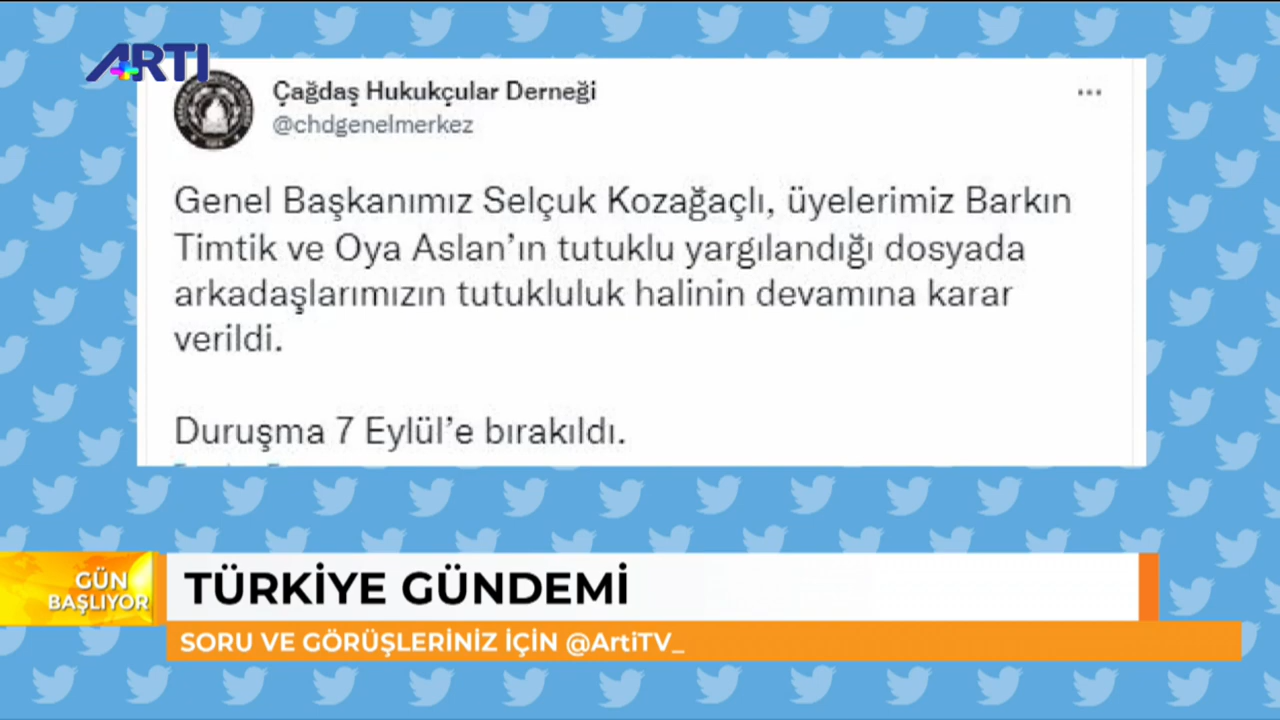 ARTI
Çağdaş Hukukçular Derneği
@chdgenelmerkez
Genel Başkanımız Selçuk Kozağaçlı, üyelerimiz Barkın
Timtik ve Oya Aslan’ın tutuklu yargılandığı dosyada
arkadaşlarımızın tutukluluk halinin devamına karar
verildi.
Duruşma 7 Eylül’e bırakıldı.
GÜN
BAŞLIYOR
TÜRKİYE GÜNDEMİ
SORU VE GÖRÜŞLERİNİZ İÇİN @ArtiTV_